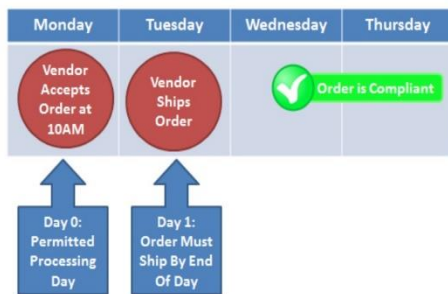 Monday Tuesday Wednesday Thursday
Vendor
Accepts
Order at
10AM
Vendor
Ships
Order
Order is Compliant
Day 0:
Permitted
Processing
Day
Day 1:
Order Must
Ship By End
Of Day